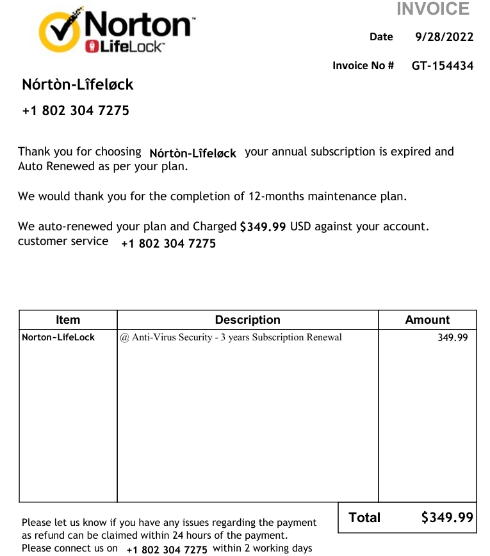 INVOICE
Norton™
LifeLock™
Date 9/28/2022
Invoice No # GT-154434
Nórtòn-Lîfeløck
+1 802 304 7275
Thank you for choosing Nórtòn-Lîfeløck your annual subscription is expired and
Auto Renewed as per your plan.
We would thank you for the completion of 12-months maintenance plan.
We auto-renewed your plan and Charged $349.99 USD against your account.
customer service +1 802 304 7275
Item Description Amount
Norton-LifeLock @ Anti-Virus Security - 3 years Subscription Renewal 349.99
Total $349.99
Please let us know if you have any issues regarding the payment
as refund can be claimed within 24 hours of the payment.
Please connect us on +1 802 304 7275 within 2 working days